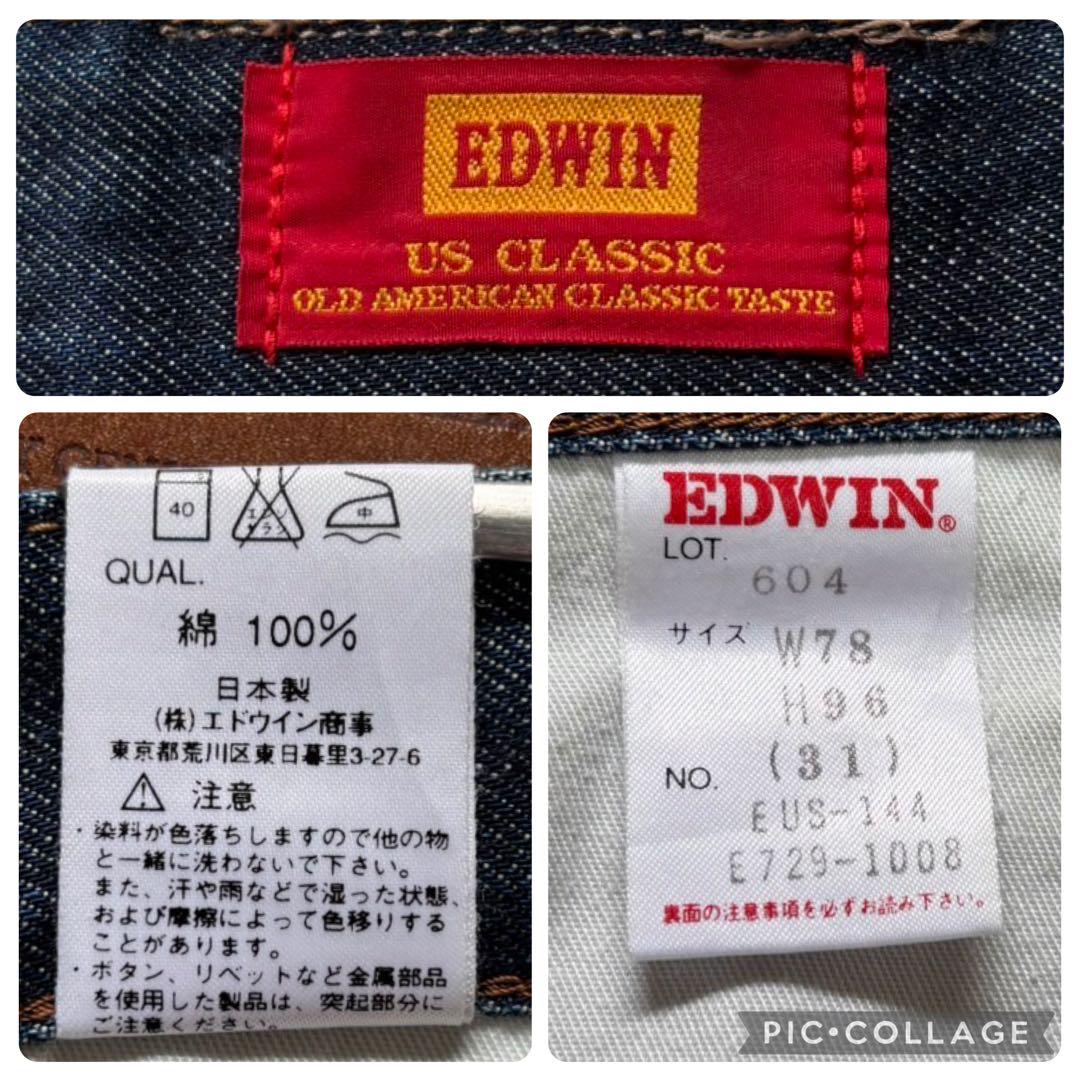 EDWIN
US CLASSIC
OLD AMERICAN CLASSIC TASTE
40
エンソ
サラ
中
QUAL.
綿 100%
日本製
(株)エドウイン商事
東京都荒川区東日暮里3-27-6
注意
・染料が色落ちしますので他の物
と一緒に洗わないで下さい。
また、汗や雨などで湿った状態、
および摩擦によって色移りする
ことがあります。
・ボタン、リベットなど金属部品
を使用した製品は、突起部分に
ご注意ください。
EDWIN®
LOT.
604
サイズ W78
H96
(31)
NO.
EUS-144
E729-1008
裏面の注意事項を必ずお読み下さい。
PIC•COLLAGE